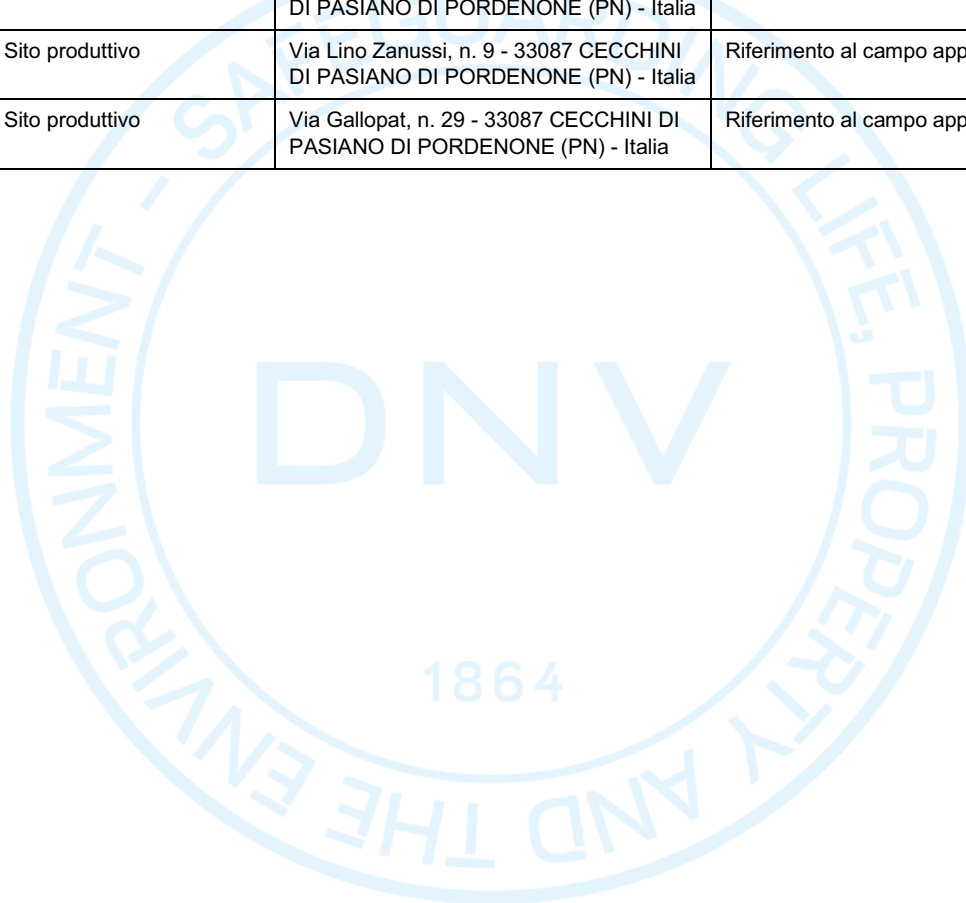 DI PASIANO DI PORDENONE (PN) - Italia
Sito produttivo
Via Lino Zanussi, n. 9 - 33087 CECCHINI
DI PASIANO DI PORDENONE (PN) - Italia
Riferimento al campo app
Sito produttivo
Via Gallopat, n. 29 - 33087 CECCHINI DI
PASIANO DI PORDENONE (PN) - Italia
Riferimento al campo app
SAFEGUARDING LIFE, PROPERTY AND THE ENVIRONMENT -
DNV
1864